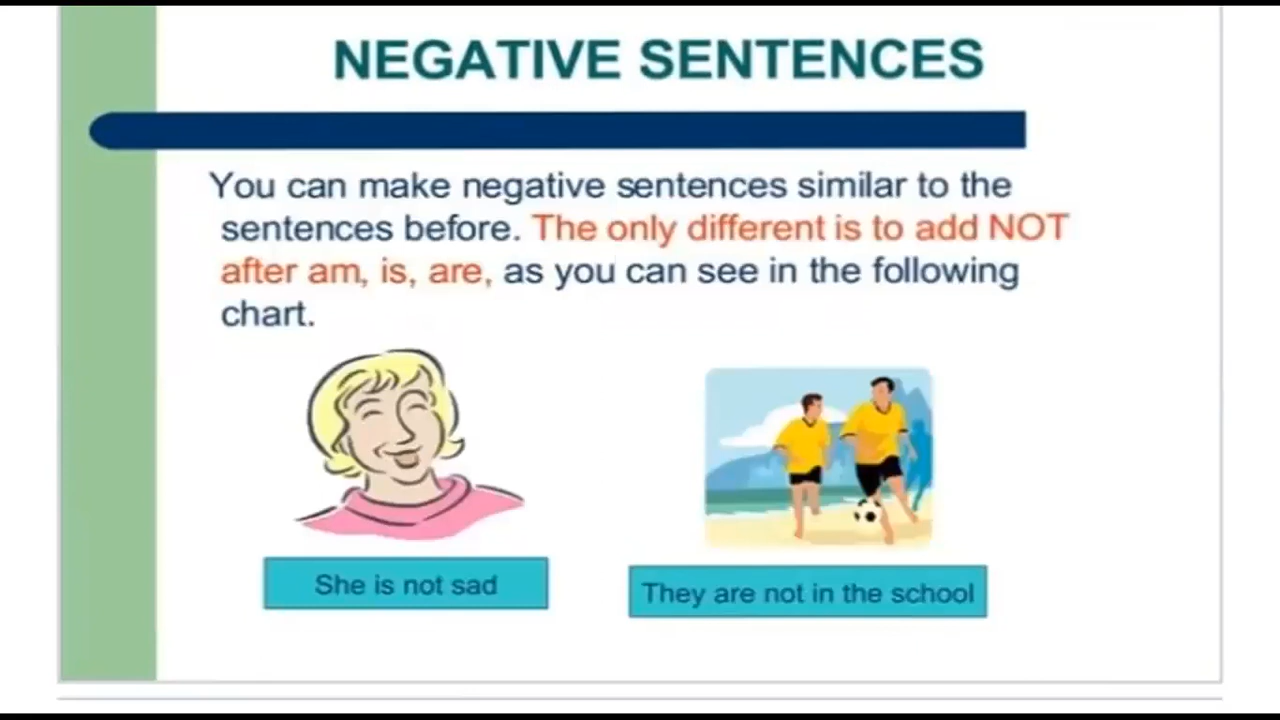 NEGATIVE SENTENCES
You can make negative sentences similar to the
sentences before. The only different is to add NOT
after am, is, are, as you can see in the following
chart.
She is not sad
They are not in the school